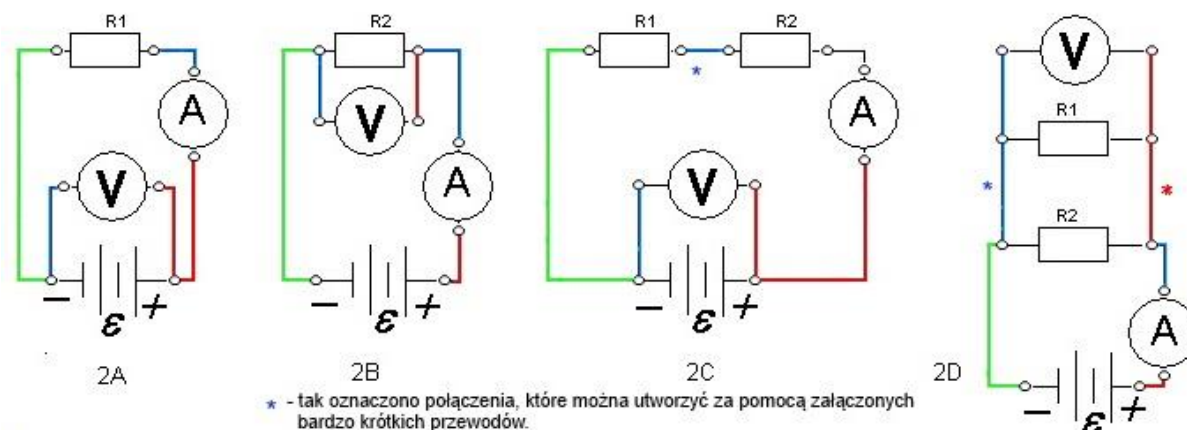 R1
A
V
- ε +
2A
R2
V
A
- ε +
2B
R1 * R2
A
V
- ε +
2C
V
R1
* *
R2
A
- ε +
2D
* - tak oznaczono połączenia, które można utworzyć za pomocą załączonych
bardzo krótkich przewodów.